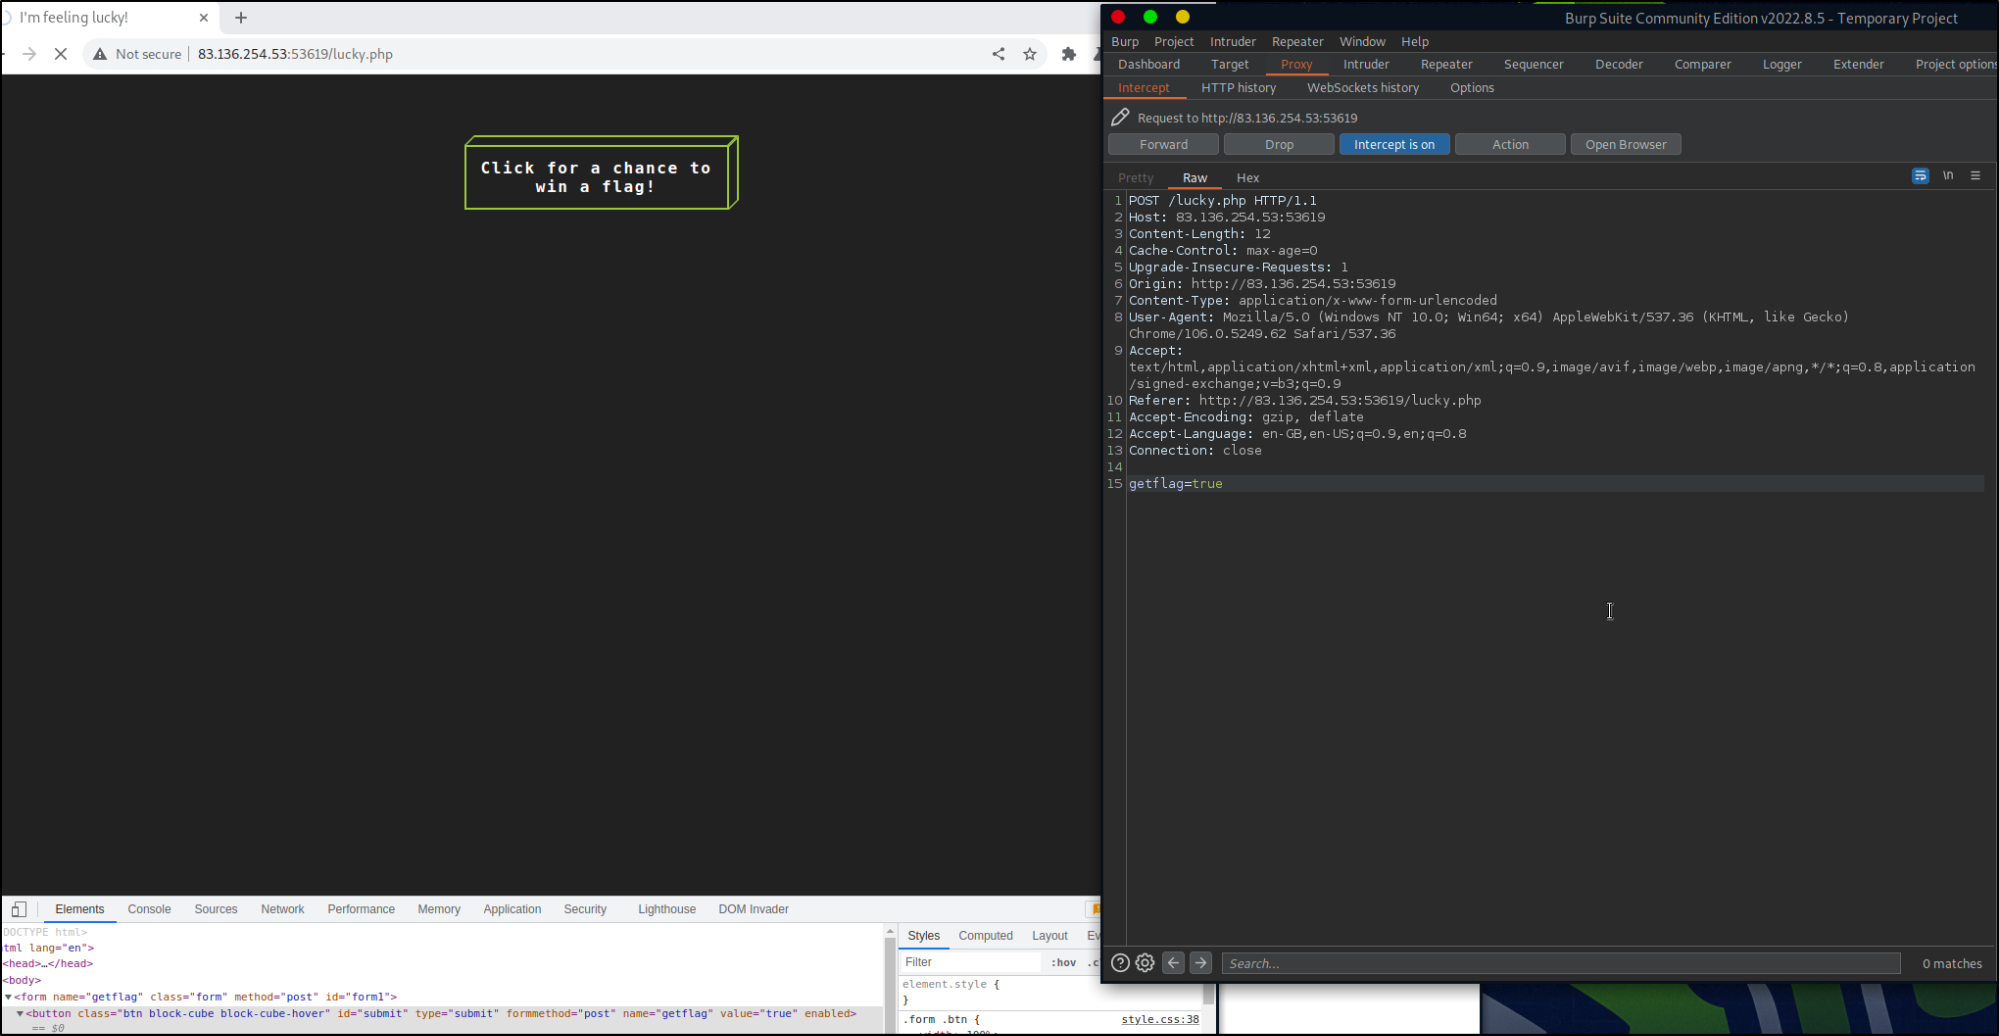 I'm feeling lucky!
Not secure
83.136.254.53:53619/lucky.php
Click for a chance to
win a flag!
Elements Console Sources Network Performance Memory Application Security Lighthouse DOM Invader
DOCTYPE html>
tml lang="en">
<head>…</head>
<body>
<form name="getflag" class="form" method="post" id="form1">
<button class="btn block-cube block-cube-hover" id="submit" type="submit" formmethod="post" name="getflag" value="true" enabled>
== $0
Styles Computed Layout Ev
Filter :hov .c
element.style {
}
.form .btn { style.css:38
Burp Suite Community Edition v2022.8.5 - Temporary Project
Burp Project Intruder Repeater Window Help
Dashboard Target Proxy Intruder Repeater Sequencer Decoder Comparer Logger Extender Project options
Intercept HTTP history WebSockets history Options
Request to http://83.136.254.53:53619
Forward Drop Intercept is on Action Open Browser
Pretty Raw Hex \n
1 POST /lucky.php HTTP/1.1
2 Host: 83.136.254.53:53619
3 Content-Length: 12
4 Cache-Control: max-age=0
5 Upgrade-Insecure-Requests: 1
6 Origin: http://83.136.254.53:53619
7 Content-Type: application/x-www-form-urlencoded
8 User-Agent: Mozilla/5.0 (Windows NT 10.0; Win64; x64) AppleWebKit/537.36 (KHTML, like Gecko)
Chrome/106.0.5249.62 Safari/537.36
9 Accept:
text/html,application/xhtml+xml,application/xml;q=0.9,image/avif,image/webp,image/apng,*/*;q=0.8,application
/signed-exchange;v=b3;q=0.9
10 Referer: http://83.136.254.53:53619/lucky.php
11 Accept-Encoding: gzip, deflate
12 Accept-Language: en-GB,en-US;q=0.9,en;q=0.8
13 Connection: close
14
15 getflag=true
Search... 0 matches